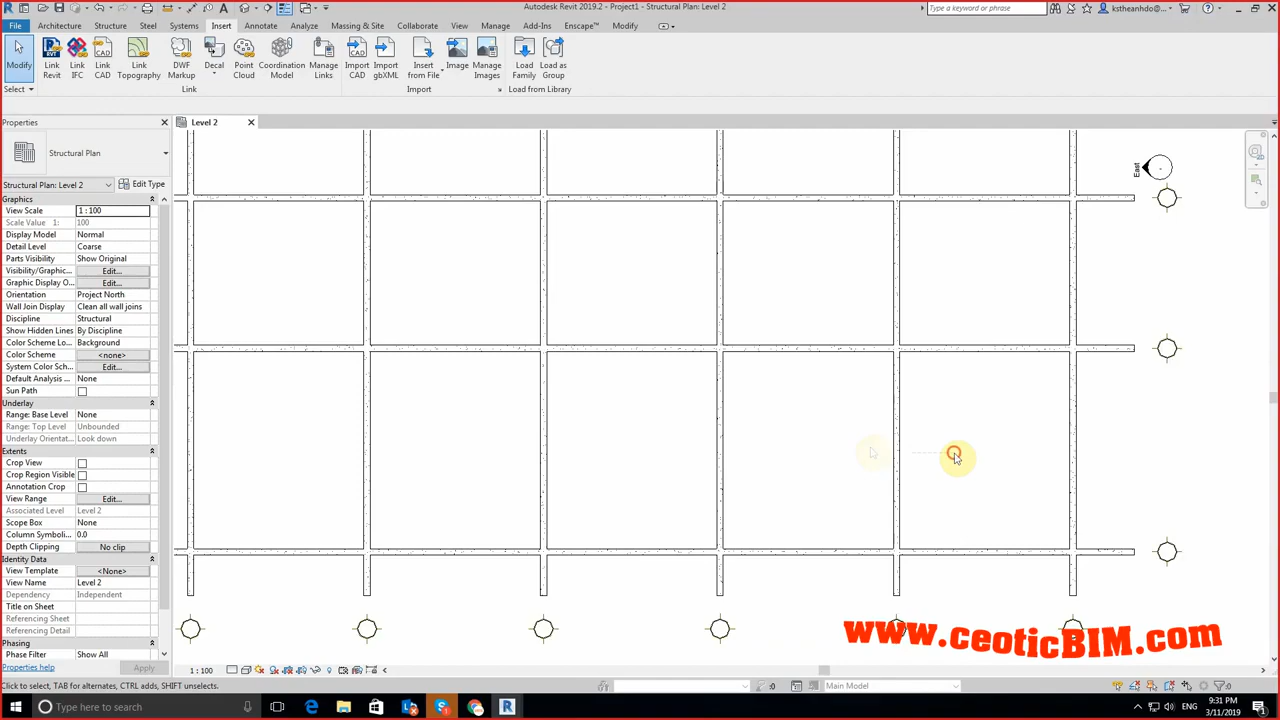 Autodesk Revit 2019.2 - Project1 - Structural Plan: Level 2
Type a keyword or phrase
kstheanhdo
File Architecture Structure Steel Systems Insert Annotate Analyze Massing & Site Collaborate View Manage Add-Ins Enscape™ Modify
Modify
Link Revit
Link IFC
Link CAD
Link Topography
DWF Markup
Decal
Point Cloud
Coordination Model
Manage Links
Import CAD
Import gbXML
Insert from File
Image
Manage Images
Load Family
Load as Group
Select
Link
Import
Load from Library
Properties
Level 2
Structural Plan
Structural Plan: Level 2
Edit Type
Graphics
View Scale 1 : 100
Scale Value 1: 100
Display Model Normal
Detail Level Coarse
Parts Visibility Show Original
Visibility/Graphic... Edit...
Graphic Display O... Edit...
Orientation Project North
Wall Join Display Clean all wall joins
Discipline Structural
Show Hidden Lines By Discipline
Color Scheme Lo... Background
Color Scheme <none>
System Color Sch... Edit...
Default Analysis ... None
Sun Path
Underlay
Range: Base Level None
Range: Top Level Unbounded
Underlay Orientat... Look down
Extents
Crop View
Crop Region Visible
Annotation Crop
View Range Edit...
Associated Level Level 2
Scope Box None
Column Symboli... 0.0
Depth Clipping No clip
Identity Data
View Template <None>
View Name Level 2
Dependency Independent
Title on Sheet
Referencing Sheet
Referencing Detail
Phasing
Phase Filter Show All
Properties help
Apply
East
www.ceoticBIM.com
1 : 100
Click to select, TAB for alternates, CTRL adds, SHIFT unselects.
:0
Main Model
:0
Type here to search
9:31 PM
3/11/2019